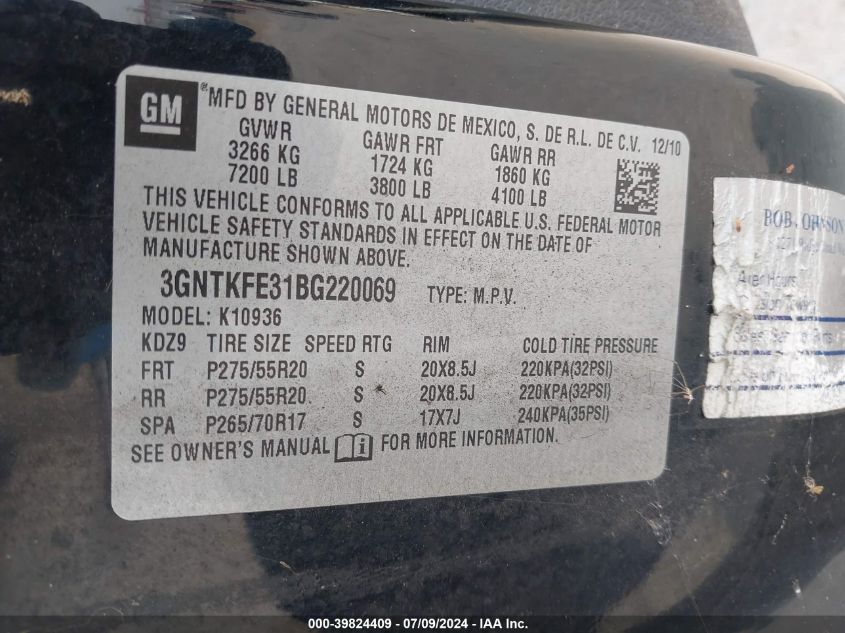 GM
®MFD BY GENERAL MOTORS DE MEXICO, S. DE R.L. DE C.V. 12/10
GVWR GAWR FRT GAWR RR
3266 KG 1724 KG 1860 KG
7200 LB 3800 LB 4100 LB
THIS VEHICLE CONFORMS TO ALL APPLICABLE U.S. FEDERAL MOTOR
VEHICLE SAFETY STANDARDS IN EFFECT ON THE DATE OF
MANUFACTURE SHOWN ABOVE.
3GNTKFE31BG220069 TYPE: M.P.V.
MODEL: K10936
KDZ9 TIRE SIZE SPEED RTG RIM COLD TIRE PRESSURE
FRT P275/55R20 S 20X8.5J 220KPA(32PSI)
RR P275/55R20 S 20X8.5J 220KPA(32PSI)
SPA P265/70R17 S 17X7J 240KPA(35PSI)
SEE OWNER'S MANUAL i FOR MORE INFORMATION.
BOB
Hours
000-39824409 / 07/09/2024 - IAAI.com